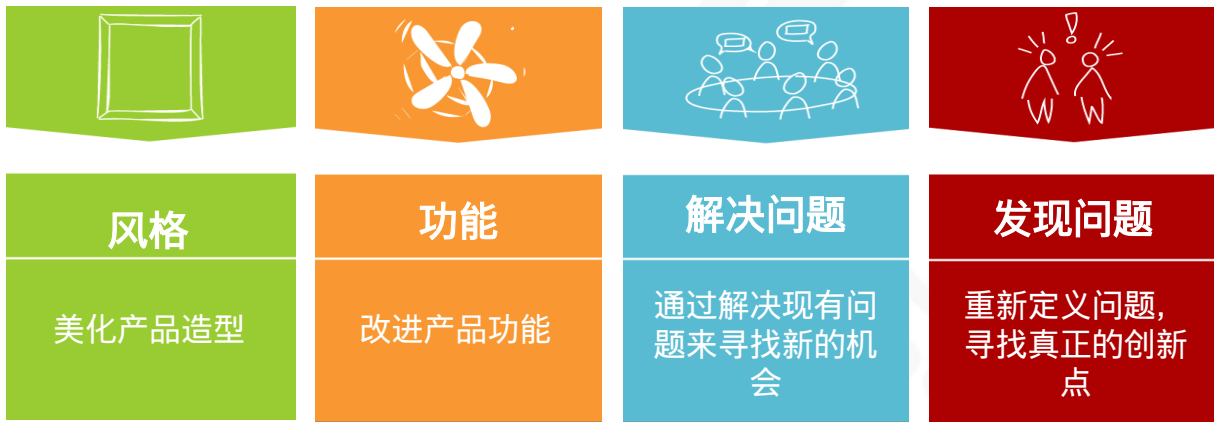 风格
功能
解决问题
发现问题
美化产品造型
改进产品功能
通过解决现有问
题来寻找新的机
会
重新定义问题，
寻找真正的创新
点